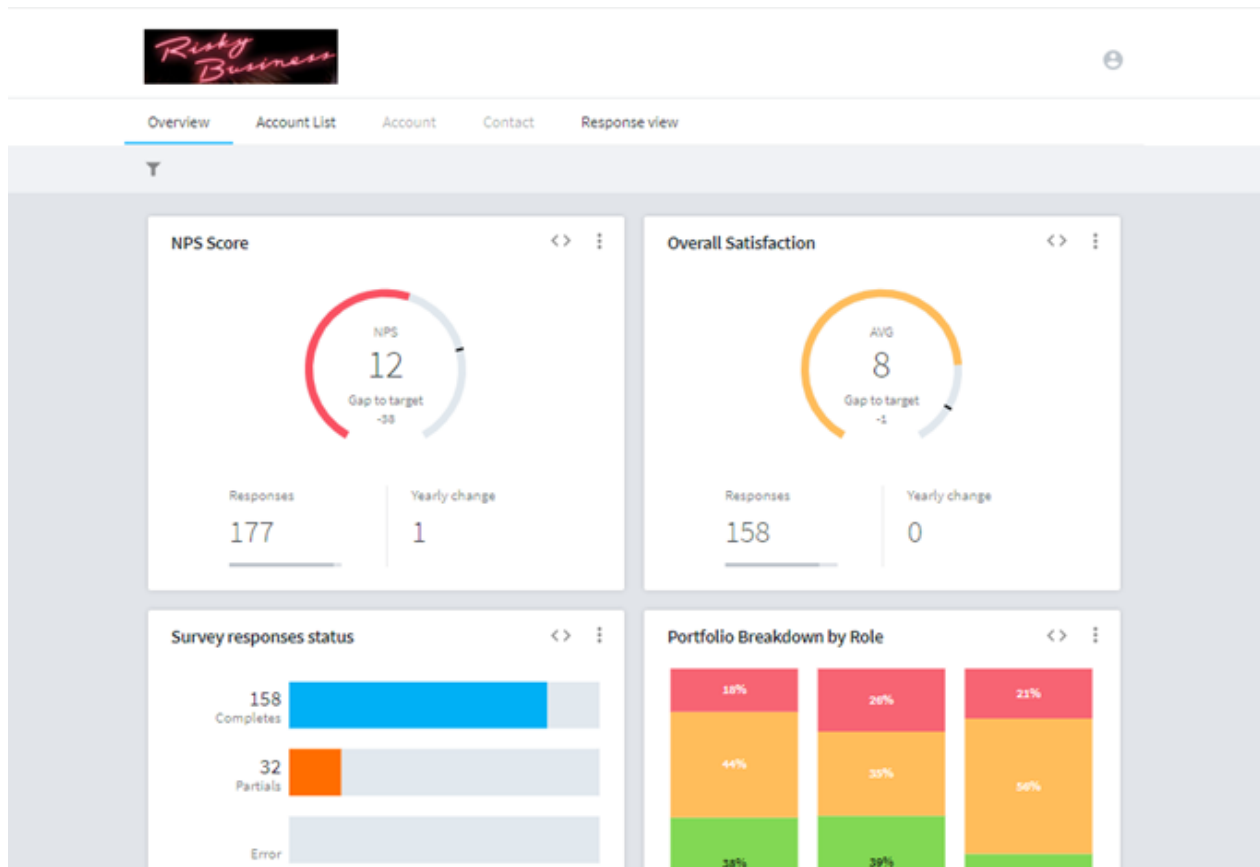 Risky
Business
Overview
Account List
Account
Contact
Response view
NPS Score
NPS
12
Gap to target
-38
Responses
177
Yearly change
1
Overall Satisfaction
AVG
8
Gap to target
-1
Responses
158
Yearly change
0
Survey responses status
158
Completes
32
Partials
Error
Portfolio Breakdown by Role
18%
26%
21%
44%
56%
38%
39%